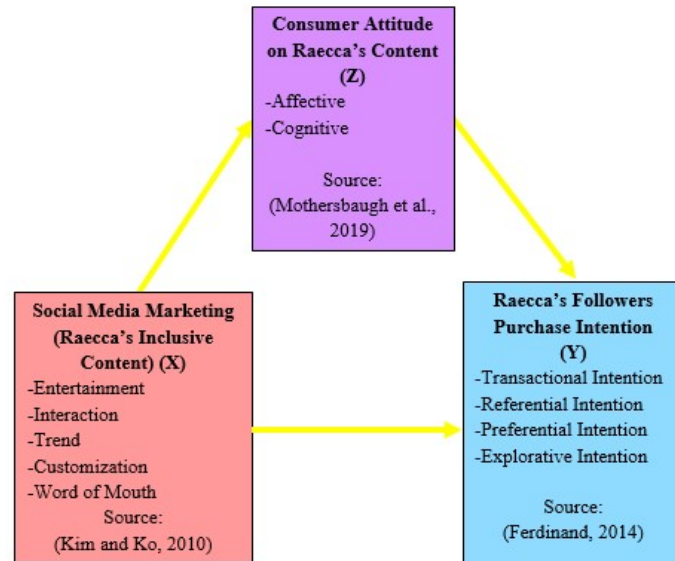 Consumer Attitude
on Raecca's Content
(Z)
-Affective
-Cognitive
Source:
(Mothersbaugh et al.,
2019)
Social Media Marketing
(Raecca's Inclusive
Content) (X)
-Entertainment
-Interaction
-Trend
-Customization
-Word of Mouth
Source:
(Kim and Ko, 2010)
Raecca's Followers
Purchase Intention
(Y)
-Transactional Intention
-Referential Intention
-Preferential Intention
-Explorative Intention
Source:
(Ferdinand, 2014)